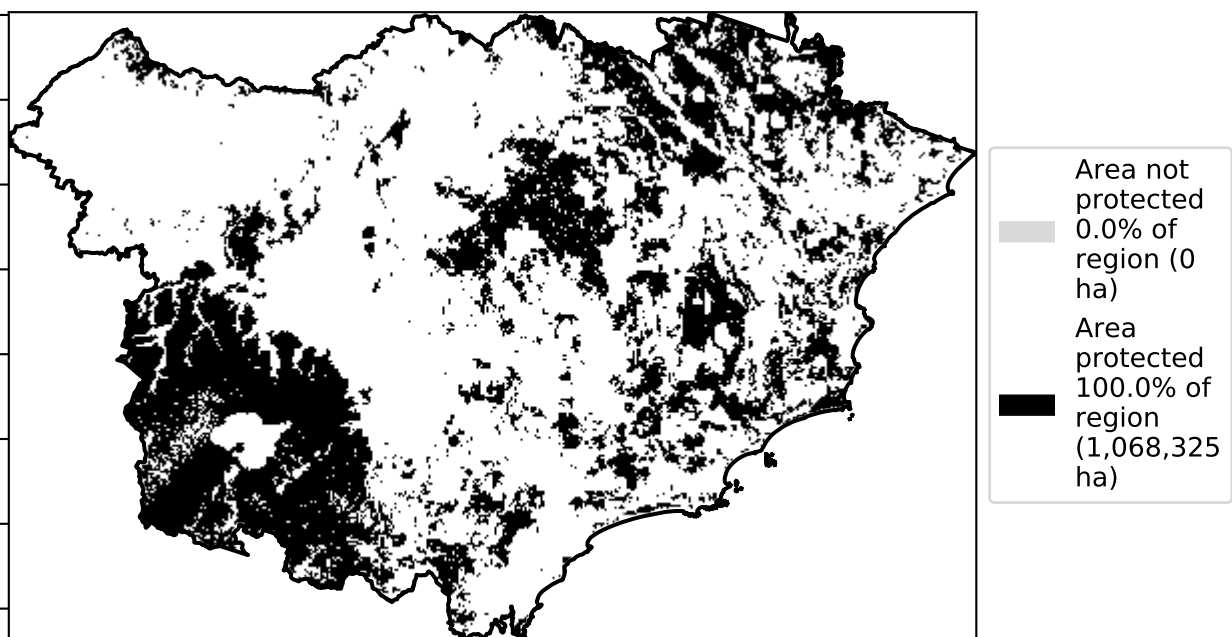 Area not
protected
0.0% of
region (0
ha)
Area
protected
100.0% of
region
(1,068,325
ha)